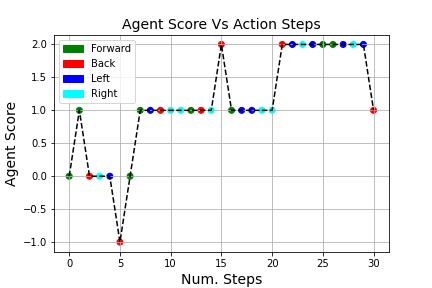 Agent Score Vs Action Steps
Agent Score
2.0
1.5
1.0
0.5
0.0
−0.5
−1.0
Forward
Back
Left
Right
0 5 10 15 20 25 30
Num. Steps